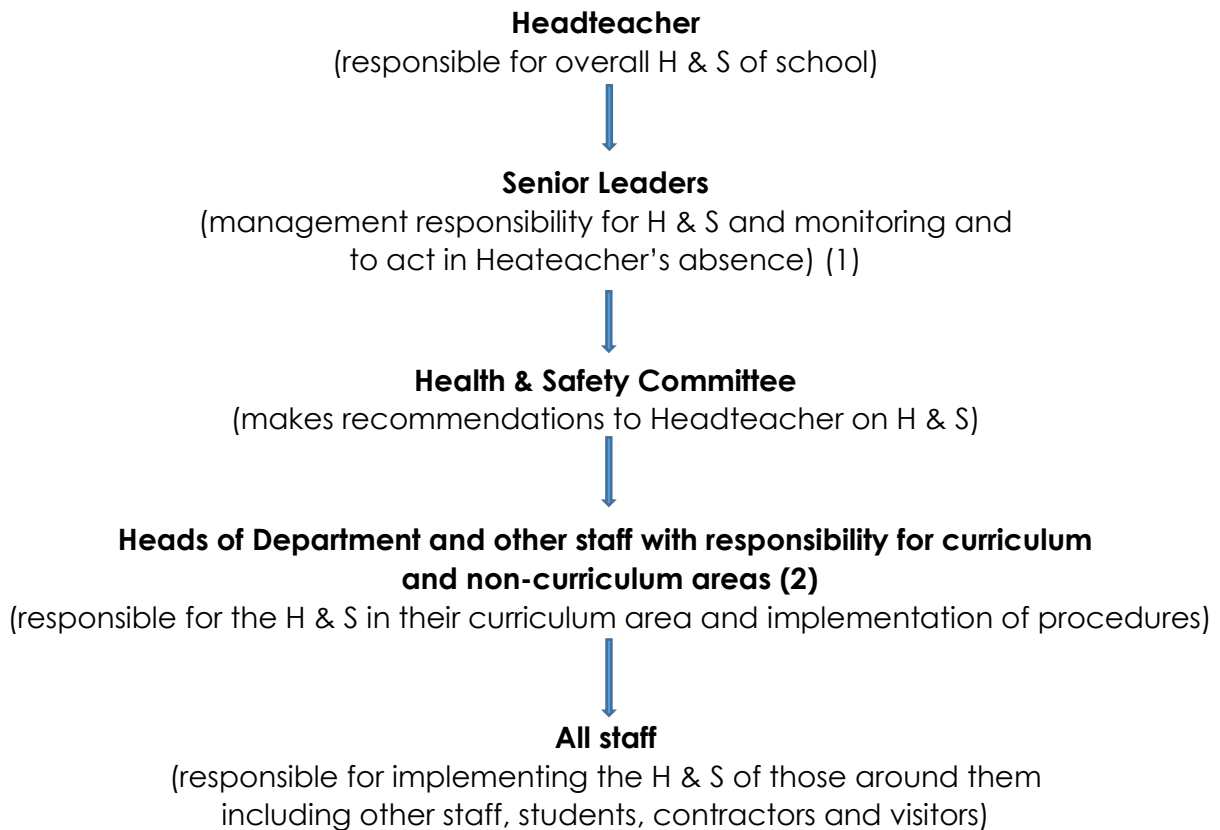 Headteacher
(responsible for overall H & S of school)
Senior Leaders
(management responsibility for H & S and monitoring and
to act in Heateacher’s absence) (1)
Health & Safety Committee
(makes recommendations to Headteacher on H & S)
Heads of Department and other staff with responsibility for curriculum
and non-curriculum areas (2)
(responsible for the H & S in their curriculum area and implementation of procedures)
All staff
(responsible for implementing the H & S of those around them
including other staff, students, contractors and visitors)